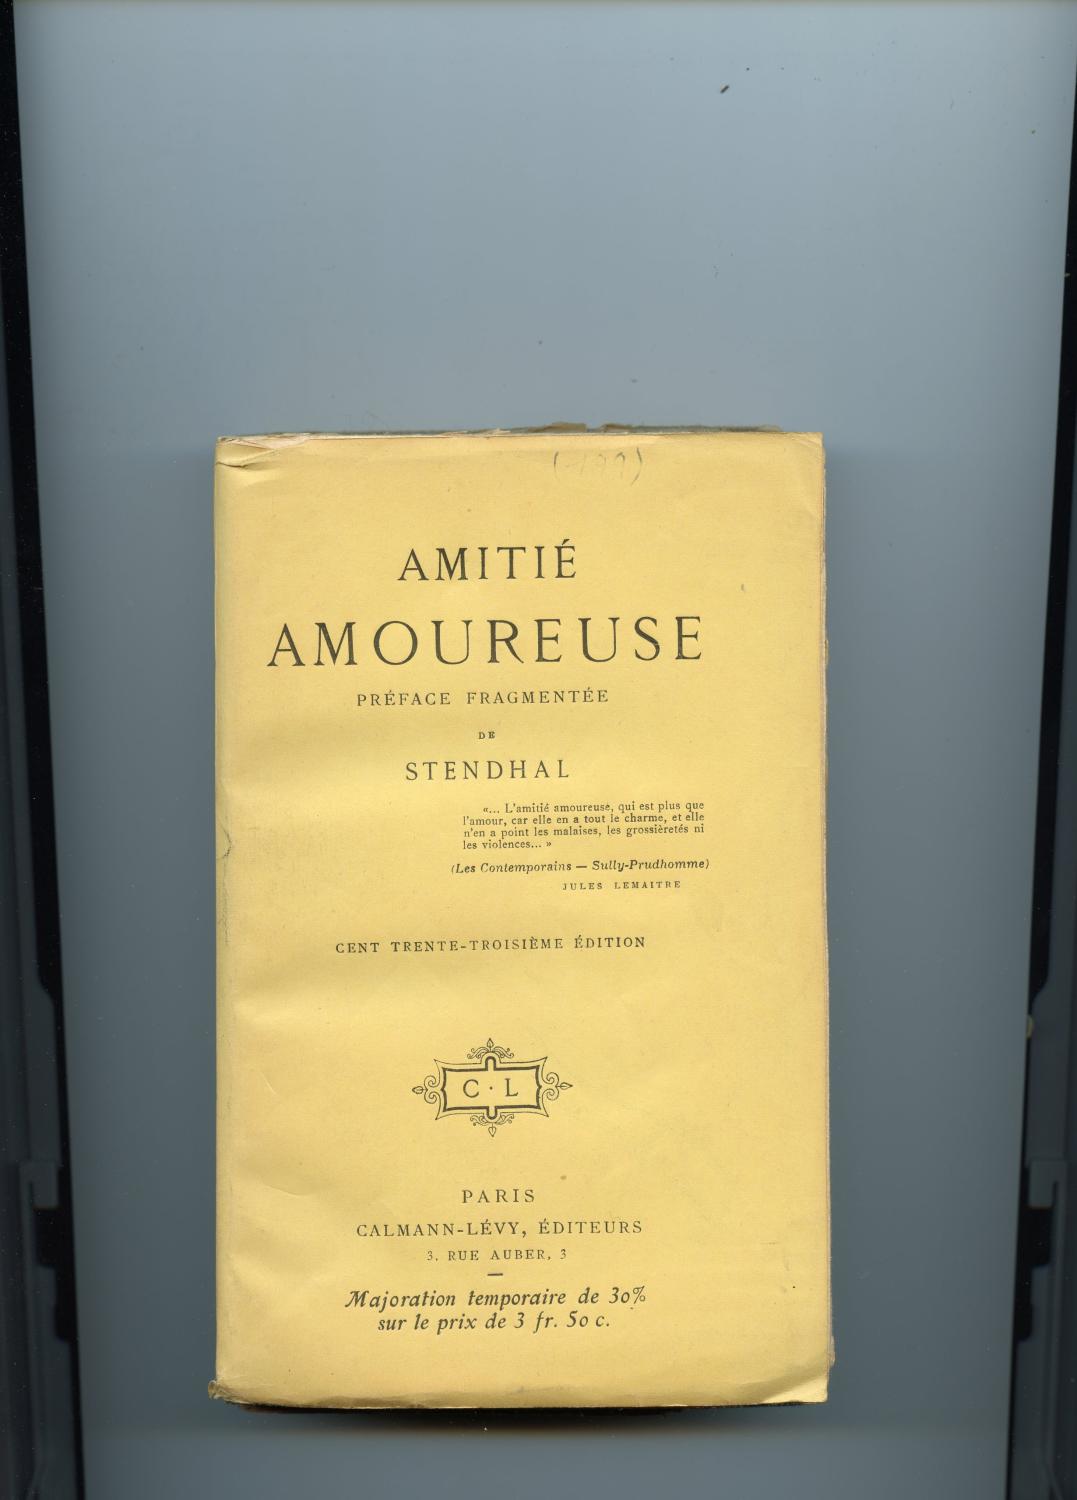 AMITIÉ
AMOUREUSE
PRÉFACE FRAGMENTÉE
DE
STENDHAL
«... L'amitié amoureuse, qui est plus que
l'amour, car elle en a tout le charme, et elle
n'en a point les malaises, les grossièretés ni
les violences... »
(Les Contemporains — Sully-Prudhomme)
JULES LEMAITRE
CENT TRENTE-TROISIÈME ÉDITION
C · L
PARIS
CALMANN-LÉVY, ÉDITEURS
3, RUE AUBER, 3
Majoration temporaire de 30%
sur le prix de 3 fr. 50 c.